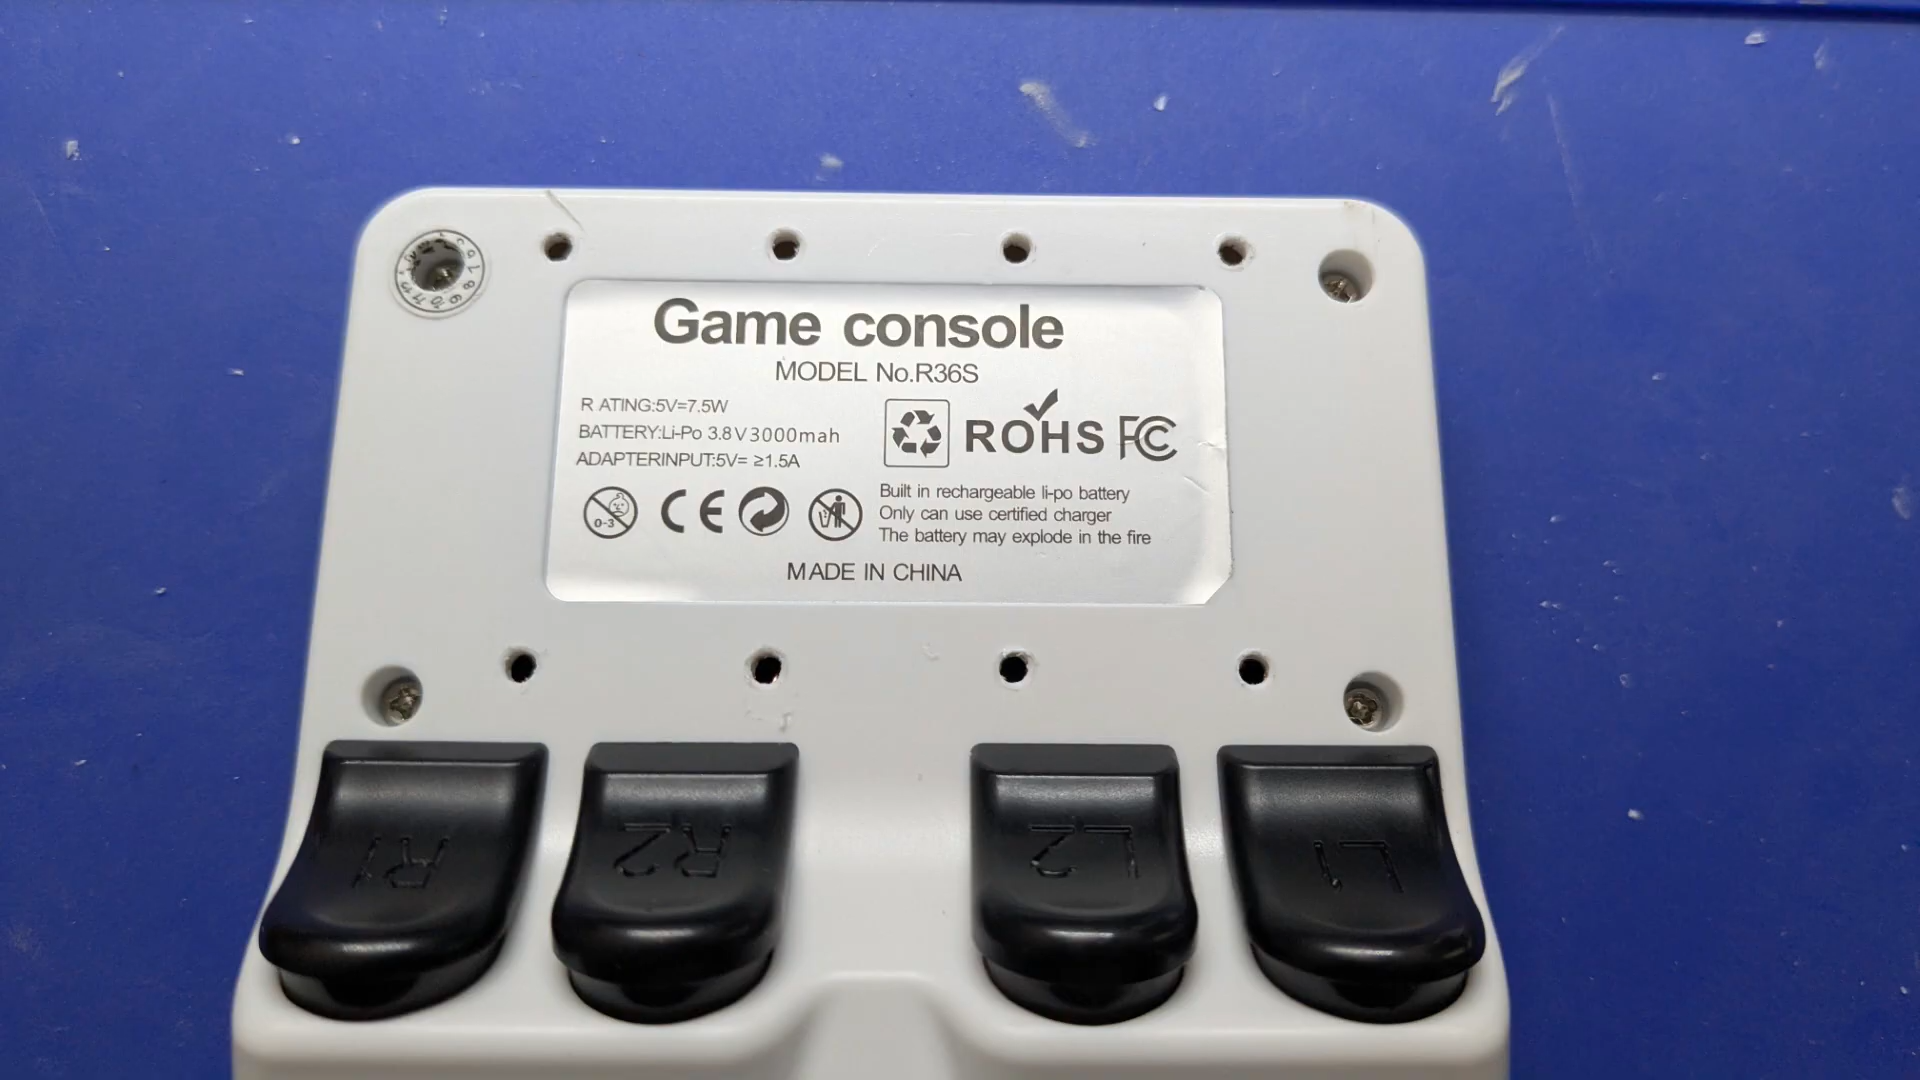 Game console
MODEL No.R36S
R ATING:5V=7.5W
BATTERY:Li-Po 3.8V3000mah
ADAPTERINPUT:5V= ≥1.5A
ROHS FC
0-3 CE
Built in rechargeable li-po battery
Only can use certified charger
The battery may explode in the fire
MADE IN CHINA
R1
R2
L2
L1